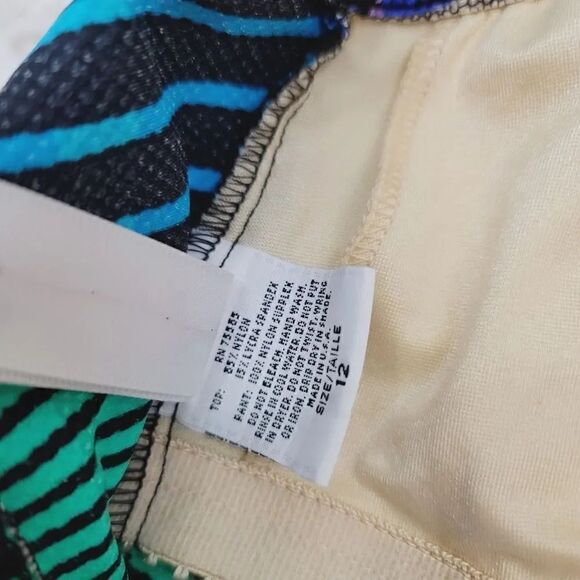 RN 75585
TOP: 85% NYLON
15% LYCRA SPANDEX
PANT: 100% NYLON SUPPLEX
DO NOT BLEACH. HAND WASH.
RINSE IN COOL WATER. DO NOT PUT
IN DRYER. DO NOT TWIST, WRING
OR IRON. DRIP DRY IN SHADE.
MADE IN U.S.A.
SIZE/TAILLE
12